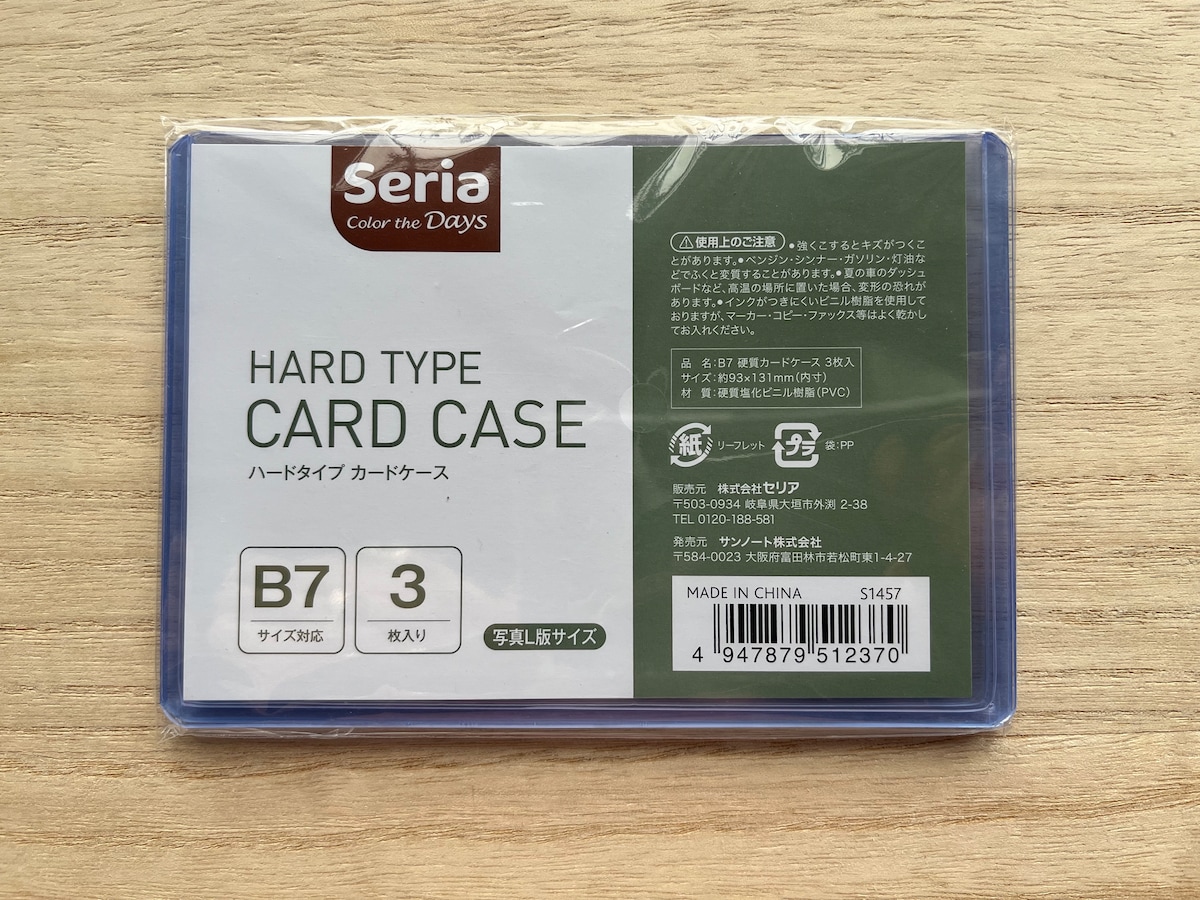 Seria
Color the Days
HARD TYPE
CARD CASE
ハードタイプ カードケース
B7
サイズ対応
3
枚入り
写真L版サイズ
⚠使用上のご注意 ●強くこするとキズがつくこ
とがあります。●ベンジン・シンナー・ガソリン・灯油な
どでふくと変質することがあります。●夏の車のダッシュ
ボードなど、高温の場所に置いた場合、変形の恐れが
あります。●インクがつきにくいビニル樹脂を使用して
おりますが、マーカー・コピー・ファックス等はよく乾かし
てお入れください。
品 名:B7 硬質カードケース 3枚入
サイズ:約93×131mm(内寸)
材 質:硬質塩化ビニル樹脂(PVC)
紙 リーフレット プラ 袋:PP
販売元 株式会社セリア
〒503-0934 岐阜県大垣市外渕 2-38
TEL 0120-188-581
発売元 サンノート株式会社
〒584-0023 大阪府富田林市若松町東1-4-27
MADE IN CHINA S1457
4 947879 512370